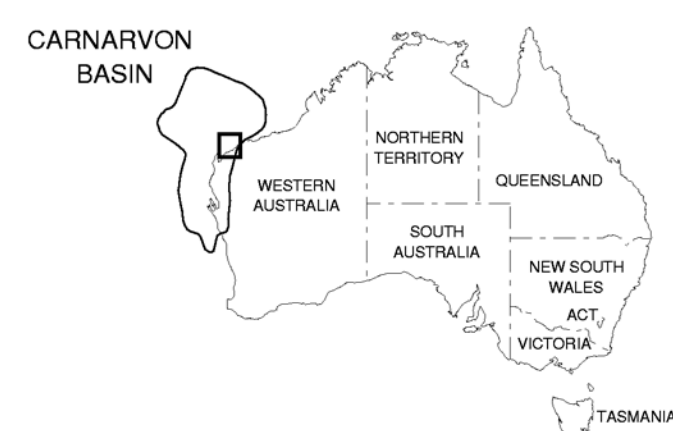 CARNARVON
BASIN
NORTHERN
TERRITORY
QUEENSLAND
WESTERN
AUSTRALIA
SOUTH
AUSTRALIA
NEW SOUTH
WALES
ACT
VICTORIA
TASMANIA